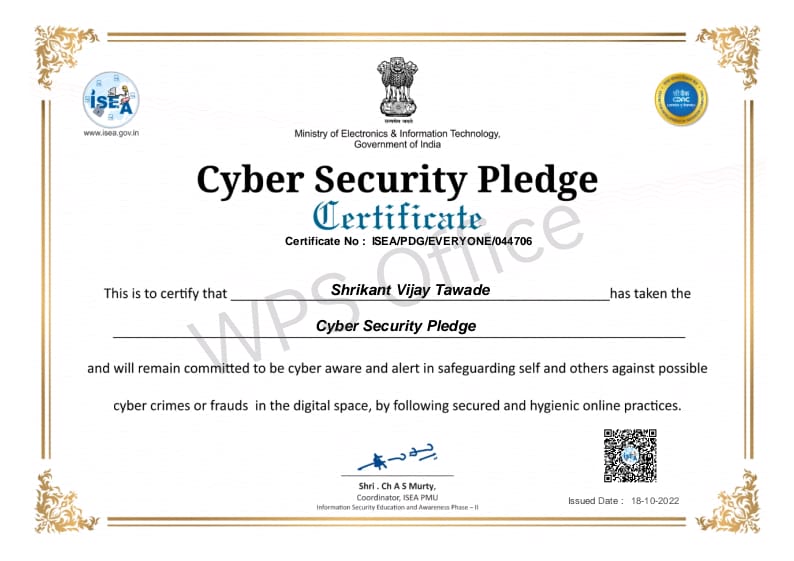 ISEA
www.isea.gov.in
सत्यमेव जयते
Ministry of Electronics & Information Technology,
Government of India
सी डैक
CDAC
Cyber Security Pledge
Certificate
Certificate No : ISEA/PDG/EVERYONE/044706
This is to certify that Shrikant Vijay Tawade has taken the
Cyber Security Pledge
and will remain committed to be cyber aware and alert in safeguarding self and others against possible
cyber crimes or frauds in the digital space, by following secured and hygienic online practices.
WPS Office
ISEA
Shri . Ch A S Murty,
Coordinator, ISEA PMU
Information Security Education and Awareness Phase – II
Issued Date : 18-10-2022